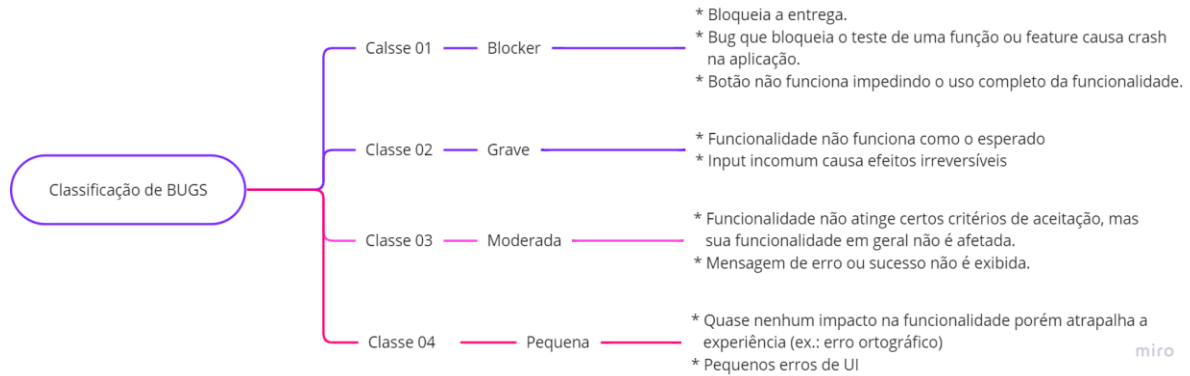 Classificação de BUGS
Calsse 01
Blocker
* Bloqueia a entrega.
* Bug que bloqueia o teste de uma função ou feature causa crash
na aplicação.
* Botão não funciona impedindo o uso completo da funcionalidade.
Classe 02
Grave
* Funcionalidade não funciona como o esperado
* Input incomum causa efeitos irreversíveis
Classe 03
Moderada
* Funcionalidade não atinge certos critérios de aceitação, mas
sua funcionalidade em geral não é afetada.
* Mensagem de erro ou sucesso não é exibida.
Classe 04
Pequena
* Quase nenhum impacto na funcionalidade porém atrapalha a
experiência (ex.: erro ortográfico)
* Pequenos erros de UI
miro